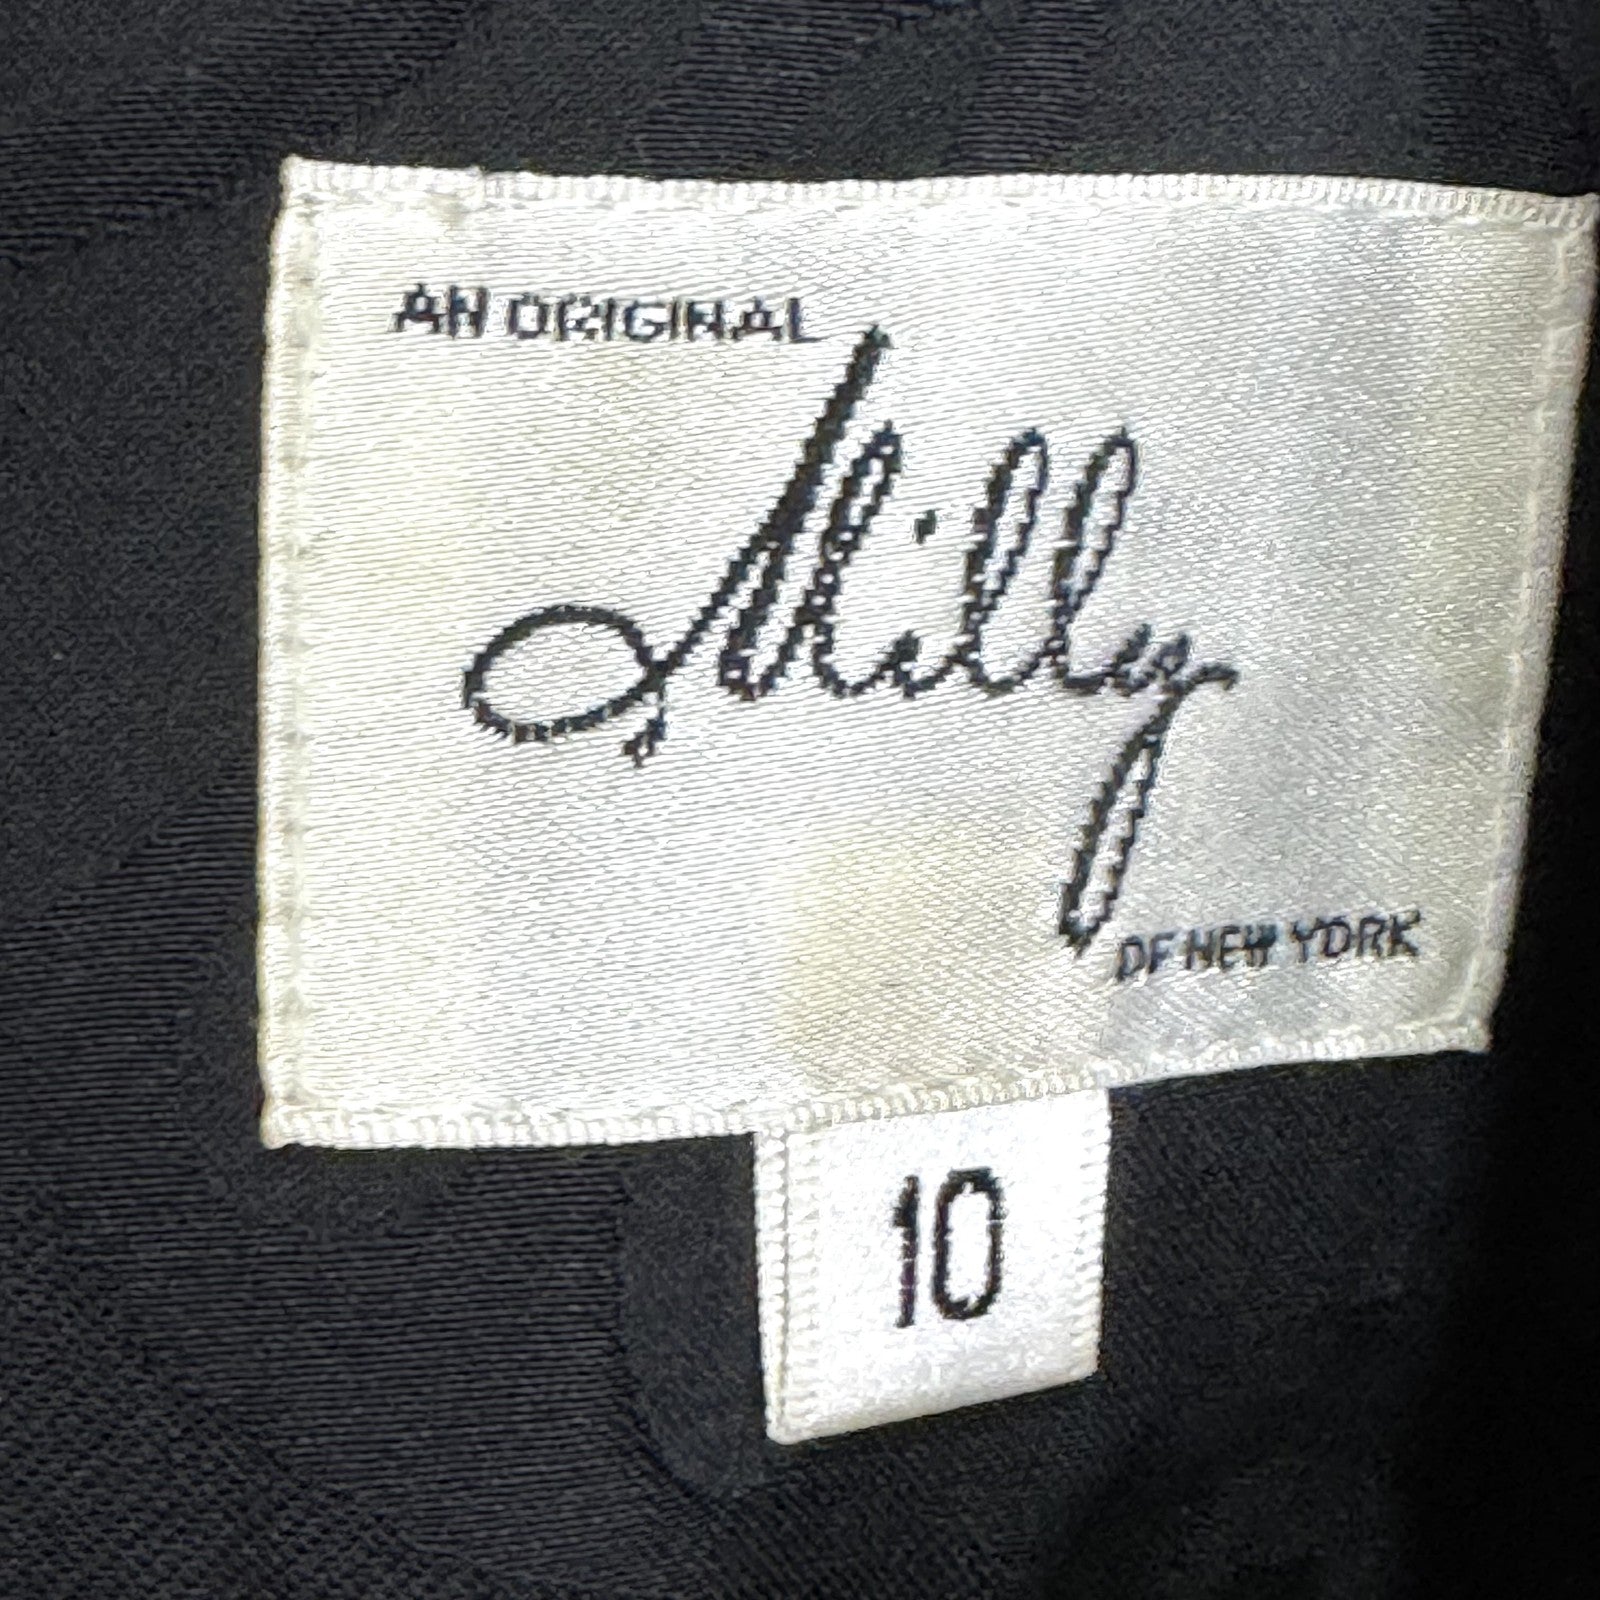 AN ORIGINAL
Milly
OF NEW YORK
10